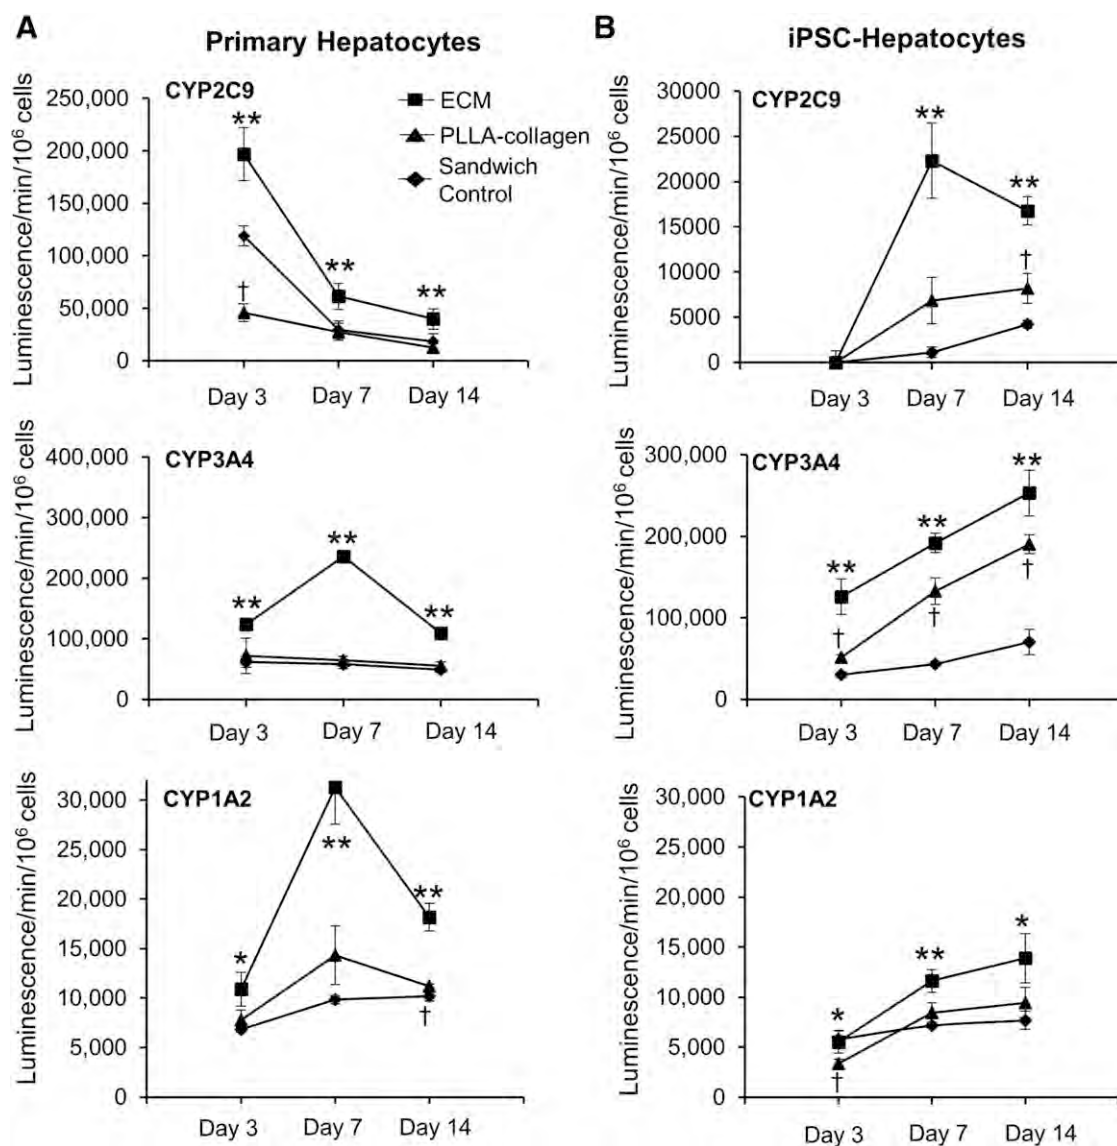 A
Primary Hepatocytes
CYP2C9
Luminescence/min/10⁶ cells
250,000
200,000
150,000
100,000
50,000
0
**
†
**
**
ECM
PLLA-collagen
Sandwich
Control
Day 3
Day 7
Day 14
CYP3A4
Luminescence/min/10⁶ cells
400,000
300,000
200,000
100,000
0
**
**
**
Day 3
Day 7
Day 14
CYP1A2
Luminescence/min/10⁶ cells
30,000
25,000
20,000
15,000
10,000
5,000
0
*
**
**
†
Day 3
Day 7
Day 14
B
iPSC-Hepatocytes
CYP2C9
Luminescence/min/10⁶ cells
30000
25000
20000
15000
10000
5000
0
**
**
†
Day 3
Day 7
Day 14
CYP3A4
Luminescence/min/10⁶ cells
300,000
200,000
100,000
0
**
†
**
†
**
†
Day 3
Day 7
Day 14
CYP1A2
Luminescence/min/10⁶ cells
30,000
25,000
20,000
15,000
10,000
5,000
0
*
†
**
*
Day 3
Day 7
Day 14